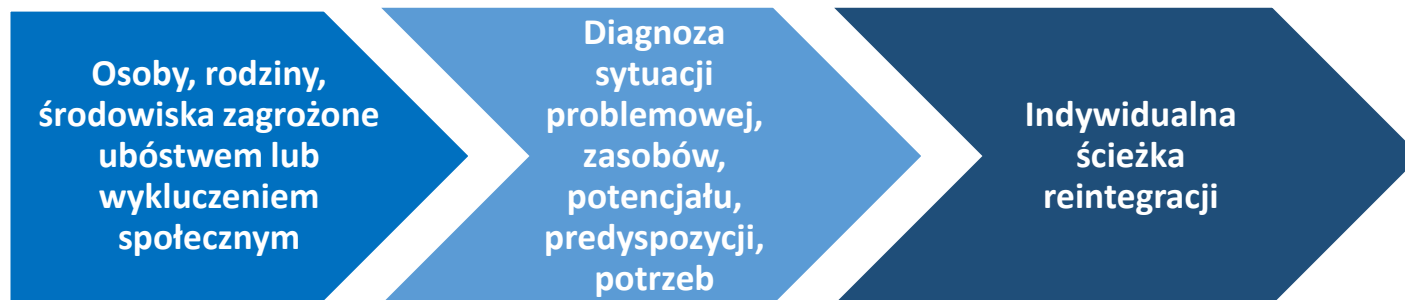 Osoby, rodziny,
środowiska zagrożone
ubóstwem lub
wykluczeniem
społecznym
Diagnoza
sytuacji
problemowej,
zasobów,
potencjału,
predyspozycji,
potrzeb
Indywidualna
ścieżka
reintegracji